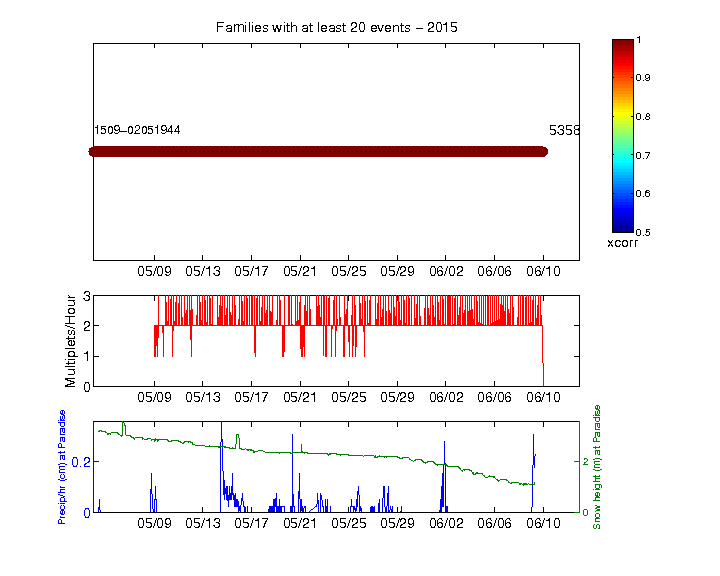 Families with at least 20 events − 2015
1509−02051944
5358
05/09 05/13 05/17 05/21 05/25 05/29 06/02 06/06 06/10
1
0.9
0.8
0.7
0.6
0.5
xcorr
Multiplets/Hour
3
2
1
0
05/09 05/13 05/17 05/21 05/25 05/29 06/02 06/06 06/10
Precip/hr (cm) at Paradise
0.2
0
2
0
Snow height (m) at Paradise
05/09 05/13 05/17 05/21 05/25 05/29 06/02 06/06 06/10